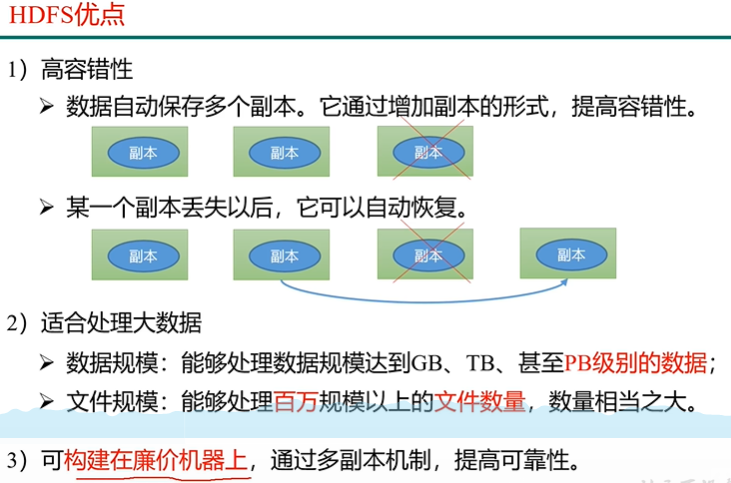 HDFS优点
1）高容错性
➢ 数据自动保存多个副本。它通过增加副本的形式，提高容错性。
副本 副本 副本
➢ 某一个副本丢失以后，它可以自动恢复。
副本 副本 副本 副本
2）适合处理大数据
➢ 数据规模：能够处理数据规模达到GB、TB、甚至PB级别的数据；
➢ 文件规模：能够处理百万规模以上的文件数量，数量相当之大。
3）可构建在廉价机器上，通过多副本机制，提高可靠性。